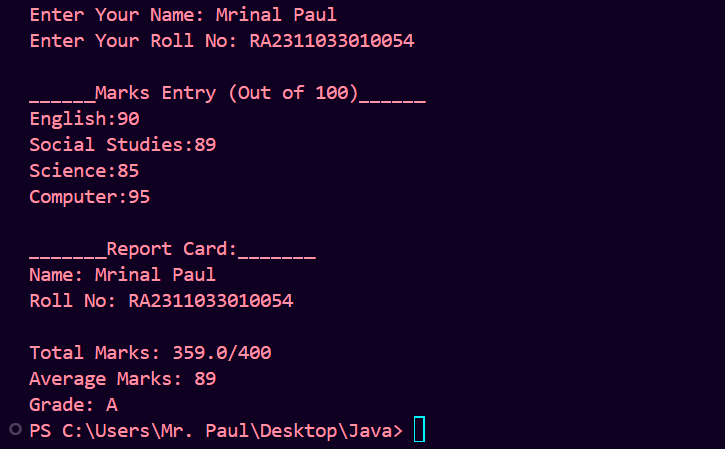 Enter Your Name: Mrinal Paul
Enter Your Roll No: RA2311033010054
______Marks Entry (Out of 100)______
English:90
Social Studies:89
Science:85
Computer:95
_______Report Card:_______
Name: Mrinal Paul
Roll No: RA2311033010054
Total Marks: 359.0/400
Average Marks: 89
Grade: A
PS C:\Users\Mr. Paul\Desktop\Java>